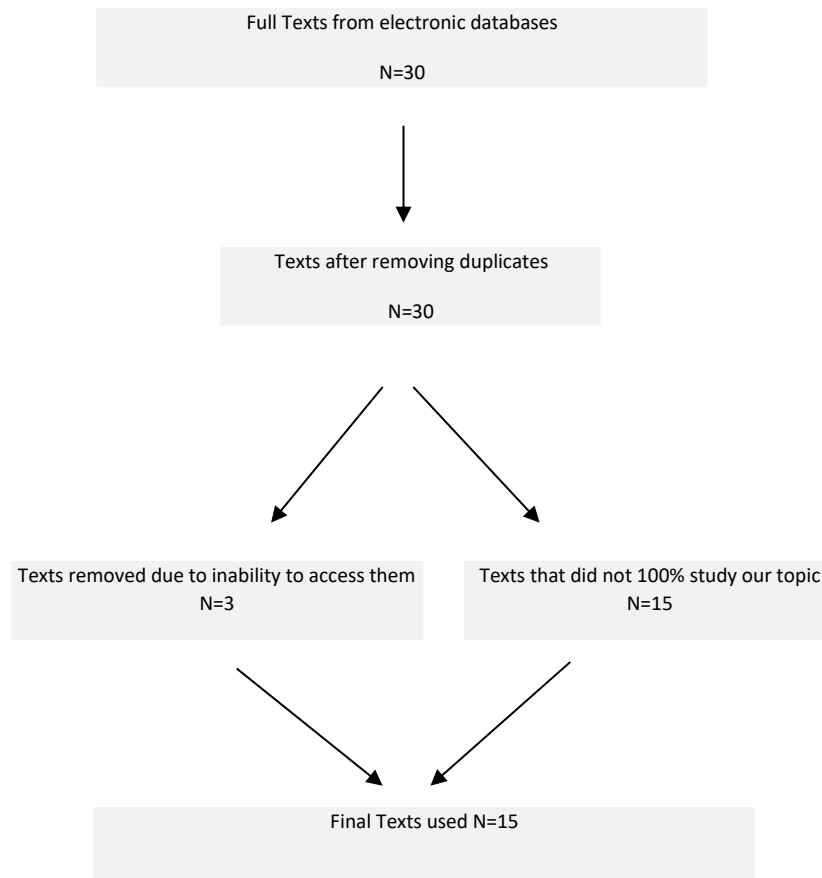 Full Texts from electronic databases
N=30
Texts after removing duplicates
N=30
Texts removed due to inability to access them
N=3
Texts that did not 100% study our topic
N=15
Final Texts used N=15